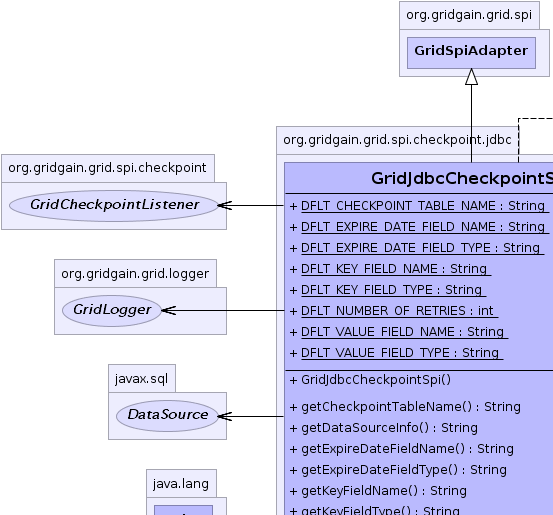 org.gridgain.grid.spi
GridSpiAdapter
org.gridgain.grid.spi.checkpoint.jdbc
org.gridgain.grid.spi.checkpoint
GridJdbcCheckpointS
GridCheckpointListener
+ DFLT_CHECKPOINT_TABLE_NAME : String
+ DFLT_EXPIRE_DATE_FIELD_NAME : String
+ DFLT_EXPIRE_DATE_FIELD_TYPE : String
org.gridgain.grid.logger
+ DFLT_KEY_FIELD_NAME : String
+ DFLT_KEY_FIELD_TYPE : String
GridLogger
+ DFLT_NUMBER_OF_RETRIES : int
+ DFLT_VALUE_FIELD_NAME : String
+ DFLT_VALUE_FIELD_TYPE : String
javax.sql
+ GridJdbcCheckpointSpi()
DataSource
+ getCheckpointTableName() : String
+ getDataSourceInfo() : String
+ getExpireDateFieldName() : String
+ getExpireDateFieldType() : String
java.lang
+ getKeyFieldName() : String
+ getKeyFieldType() : String